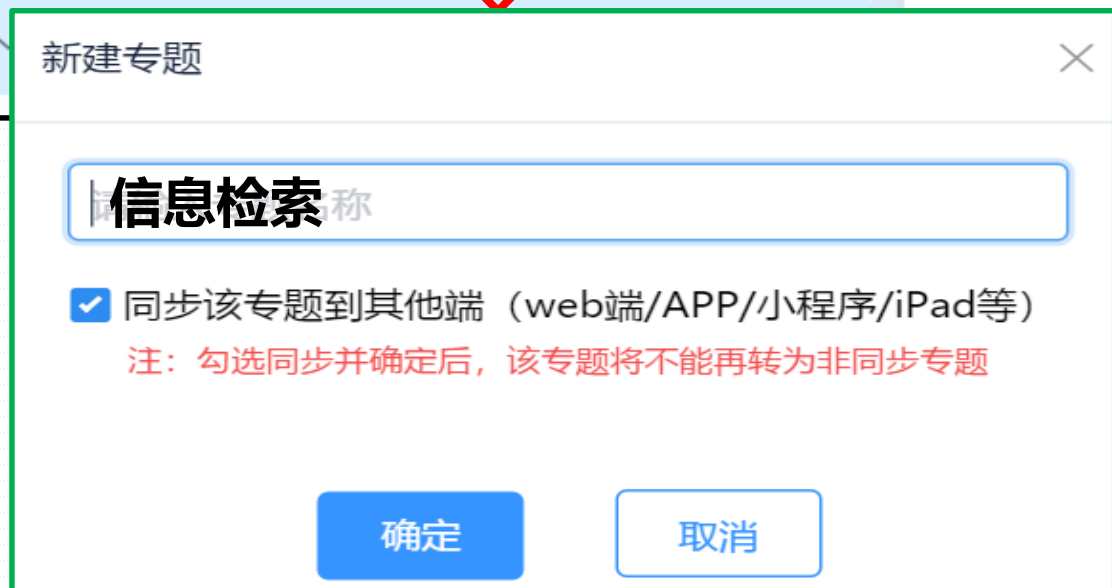 新建专题
信息检索
同步该专题到其他端（web端/APP/小程序/iPad等）
注：勾选同步并确定后，该专题将不能再转为非同步专题
确定
取消